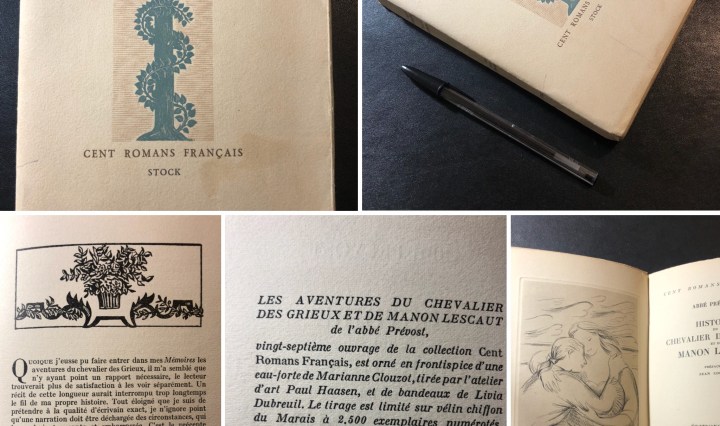 CENT ROMANS FRANÇAIS
STOCK
CENT ROMANS
STOCK
QUOIQUE j'eusse pu faire entrer dans mes Mémoires les
aventures du chevalier des Grieux, il m'a semblé que
n'y ayant point un rapport nécessaire, le lecteur
trouverait plus de satisfaction à les voir séparément. Un
récit de cette longueur aurait interrompu trop longtemps
le fil de ma propre histoire. Tout éloigné que je suis de
prétendre à la qualité d'écrivain exact, je n'ignore point
qu'une narration doit être déchargée des circonstances, qui
LES AVENTURES DU CHEVALIER
DES GRIEUX ET DE MANON LESCAUT
de l'abbé Prévost,
vingt-septième ouvrage de la collection Cent
Romans Français, est orné en frontispice d'une
eau-forte de Marianne Clouzot, tirée par l'atelier
d'art Paul Haasen, et de bandeaux de Livia
Dubreuil. Le tirage est limité sur vélin chiffon
du Marais à 2.500 exemplaires numérotés,
CENT ROMANS
ABBÉ PRÉ
HISTOI
CHEVALIER D
MANON L